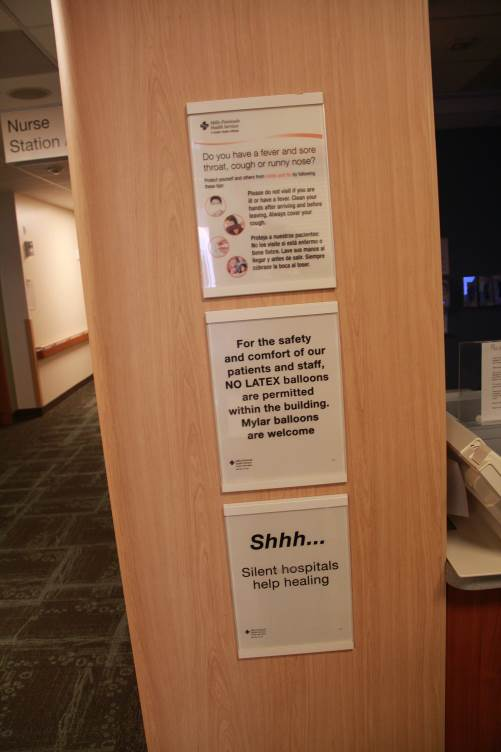 Nurse
Station
Mills-Peninsula
Health Services
Do you have a fever and sore
throat, cough or runny nose?
Protect yourself and others from by following
these tips:
Please do not visit if you are
ill or have a fever. Clean your
hands after arriving and before
leaving. Always cover your
cough.
Proteja a nuestros pacientes:
No los visite si está enfermo o
tiene fiebre. Lave sus manos al
llegar y antes de salir. Siempre
cúbrase la boca al toser.
For the safety
and comfort of our
patients and staff,
NO LATEX balloons
are permitted
within the building.
Mylar balloons
are welcome
Shhh...
Silent hospitals
help healing